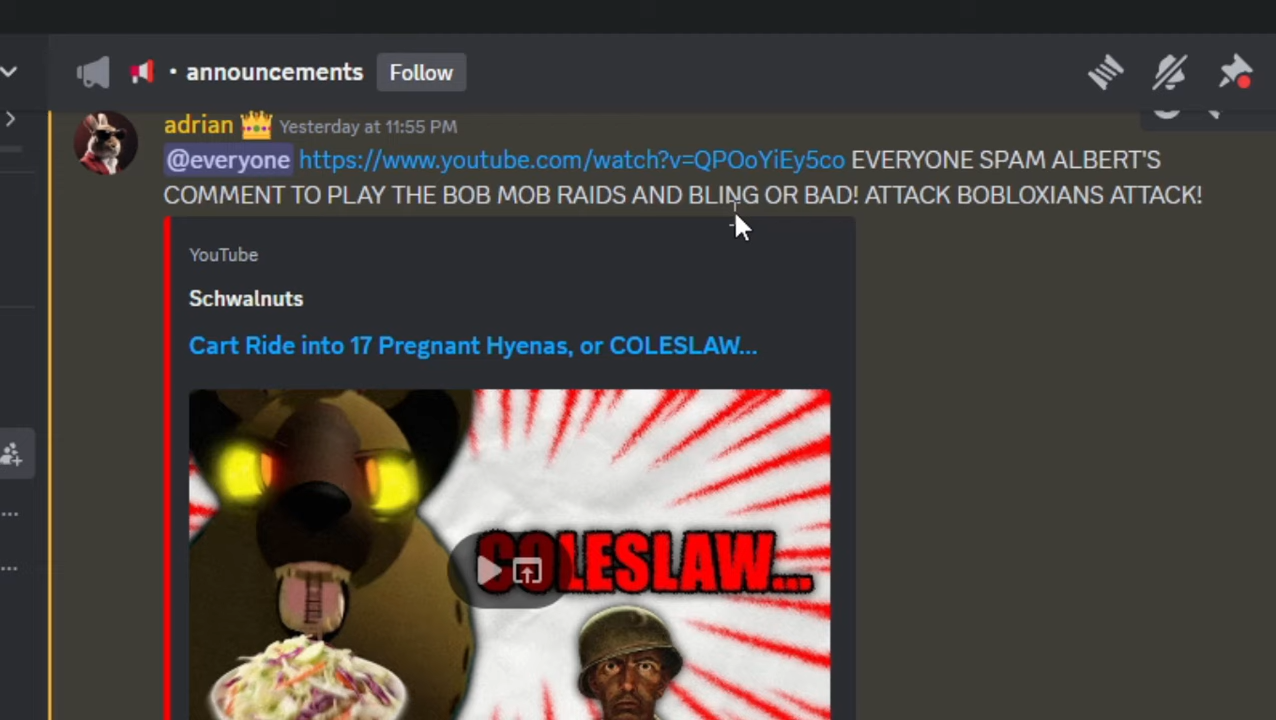 · announcements Follow
adrian Yesterday at 11:55 PM
@everyone https://www.youtube.com/watch?v=QPOoYiEy5co EVERYONE SPAM ALBERT'S
COMMENT TO PLAY THE BOB MOB RAIDS AND BLING OR BAD! ATTACK BOBLOXIANS ATTACK!
YouTube
Schwalnuts
Cart Ride into 17 Pregnant Hyenas, or COLESLAW...
COLESLAW...